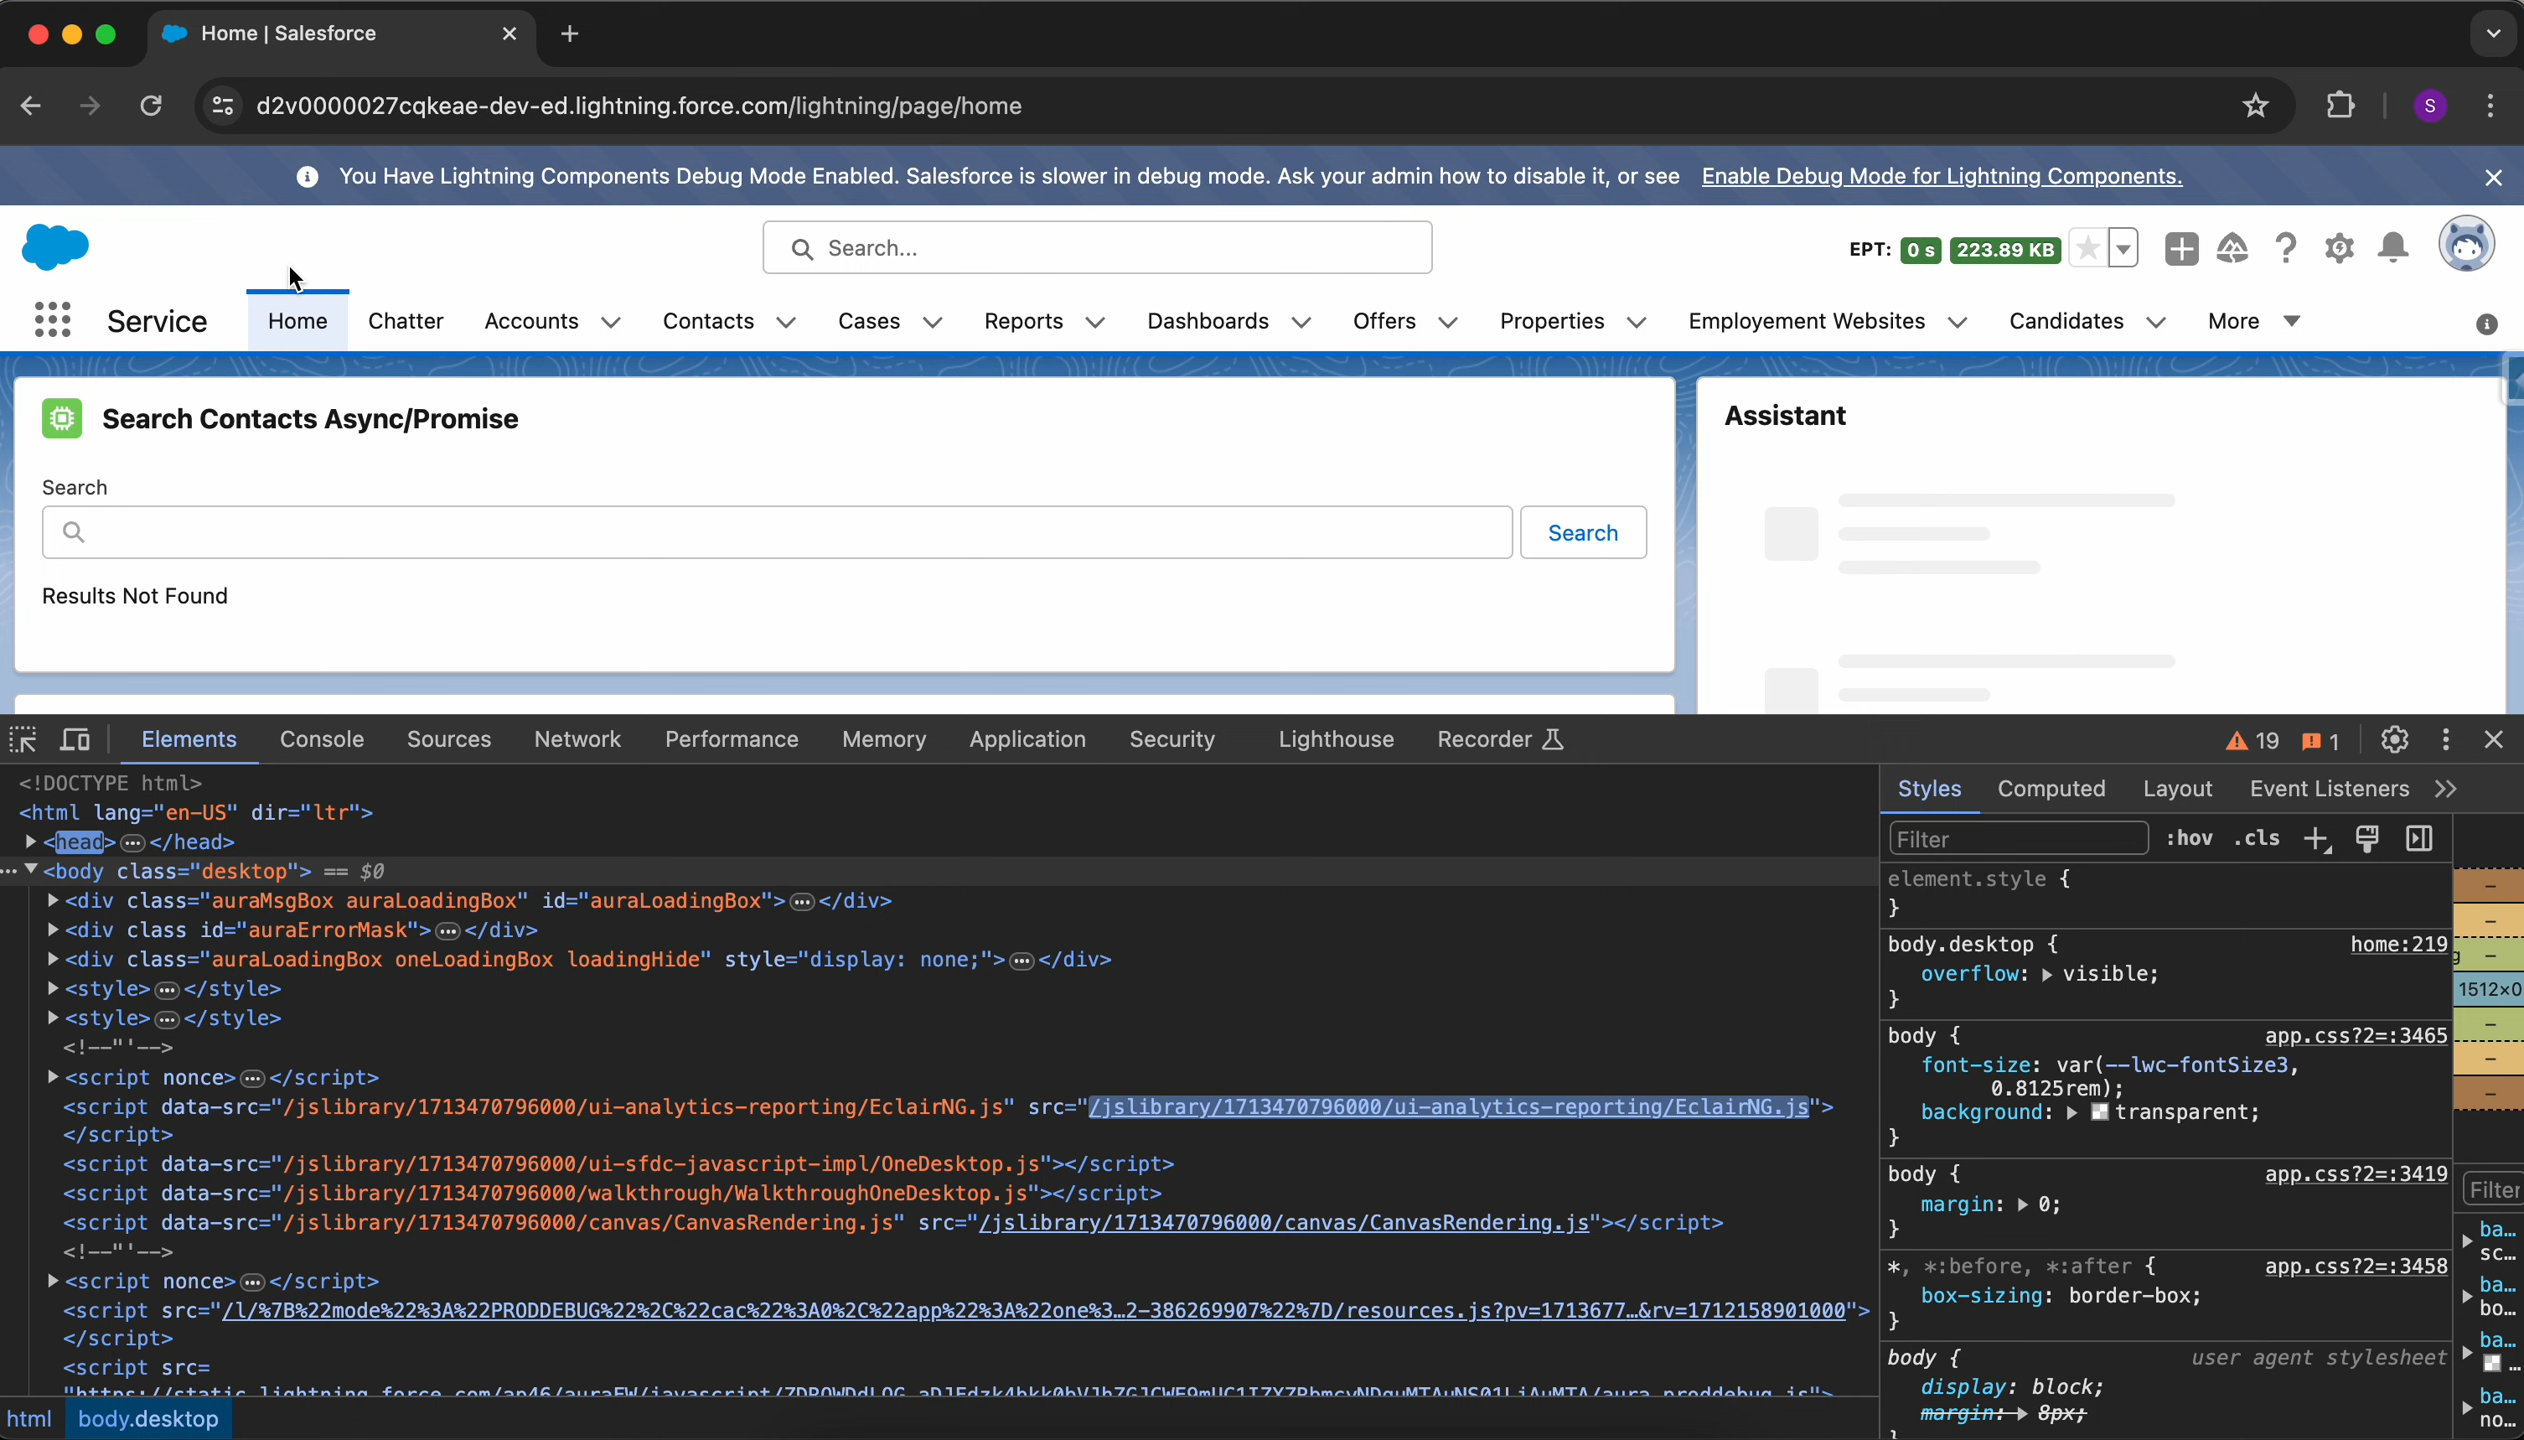 Home | Salesforce
d2v0000027cqkeae-dev-ed.lightning.force.com/lightning/page/home
S
You Have Lightning Components Debug Mode Enabled. Salesforce is slower in debug mode. Ask your admin how to disable it, or see Enable Debug Mode for Lightning Components.
Search...
EPT: 0 s 223.89 KB
Service Home Chatter Accounts Contacts Cases Reports Dashboards Offers Properties Employement Websites Candidates More
Search Contacts Async/Promise
Assistant
Search
Search
Results Not Found
Elements Console Sources Network Performance Memory Application Security Lighthouse Recorder 19 1
<!DOCTYPE html>
<html lang="en-US" dir="ltr">
<head>…</head>
<body class="desktop"> == $0
<div class="auraMsgBox auraLoadingBox" id="auraLoadingBox">…</div>
<div class id="auraErrorMask">…</div>
<div class="auraLoadingBox oneLoadingBox loadingHide" style="display: none;">…</div>
<style>…</style>
<style>…</style>
<!--"'-->
<script nonce>…</script>
<script data-src="/jslibrary/1713470796000/ui-analytics-reporting/EclairNG.js" src="/jslibrary/1713470796000/ui-analytics-reporting/EclairNG.js">
</script>
<script data-src="/jslibrary/1713470796000/ui-sfdc-javascript-impl/OneDesktop.js"></script>
<script data-src="/jslibrary/1713470796000/walkthrough/WalkthroughOneDesktop.js"></script>
<script data-src="/jslibrary/1713470796000/canvas/CanvasRendering.js" src="/jslibrary/1713470796000/canvas/CanvasRendering.js"></script>
<!--"'-->
<script nonce>…</script>
<script src="/l/%7B%22mode%22%3A%22PRODDEBUG%22%2C%22cac%22%3A0%2C%22app%22%3A%22one%3…2-386269907%22%7D/resources.js?pv=1713677…&rv=1712158901000">
</script>
<script src=
html body.desktop
Styles Computed Layout Event Listeners
Filter :hov .cls
element.style {
}
body.desktop { home:219
overflow: visible;
}
body { app.css?2=:3465
font-size: var(--lwc-fontSize3,
0.8125rem);
background: transparent;
}
body { app.css?2=:3419
margin: 0;
}
*, *:before, *:after { app.css?2=:3458
box-sizing: border-box;
}
body { user agent stylesheet
display: block;
margin: 8px;
}
g
–
–
–
1512×0
–
–
–
Filter
ba…
sc…
ba…
bo…
ba…
…
ba…
no…